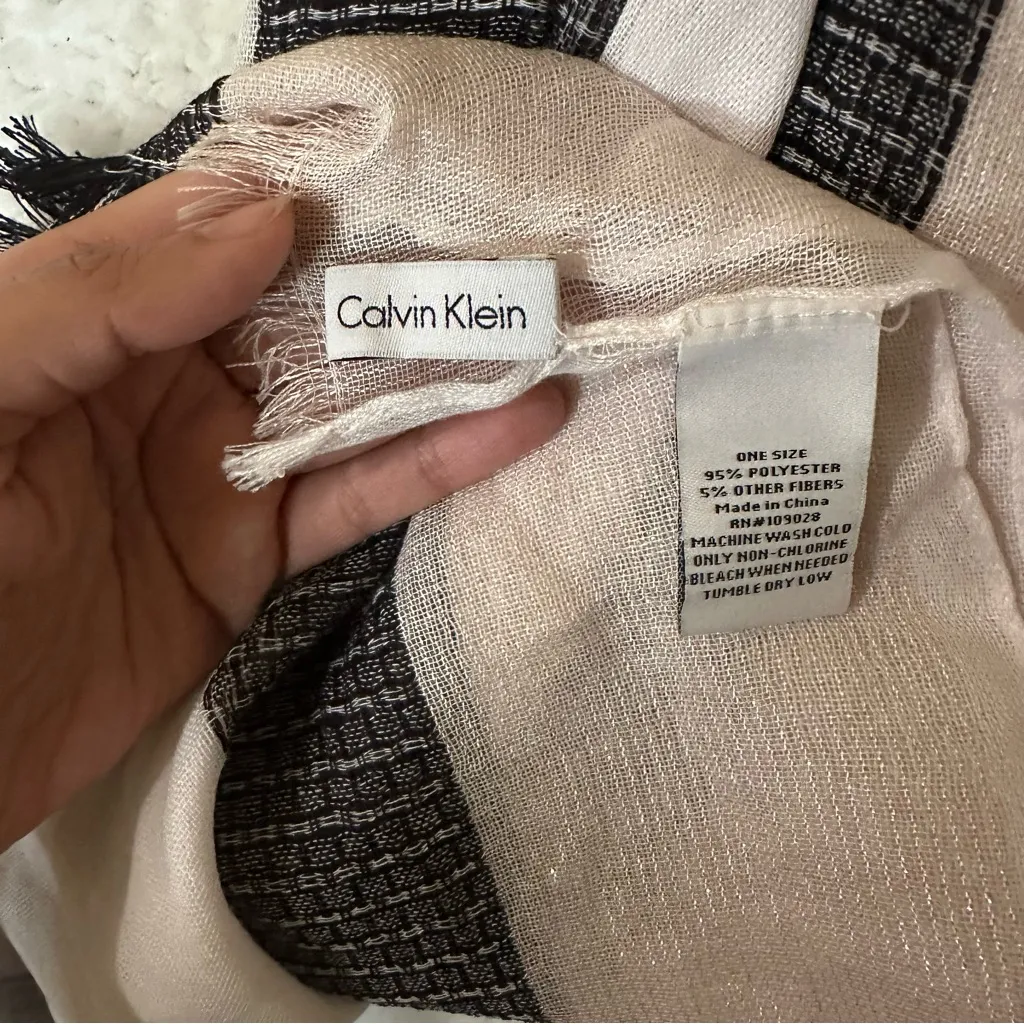 Calvin Klein
ONE SIZE
95% POLYESTER
5% OTHER FIBERS
Made in China
RN#109028
MACHINE WASH COLD
ONLY NON-CHLORINE
BLEACH WHEN NEEDED
TUMBLE DRY LOW